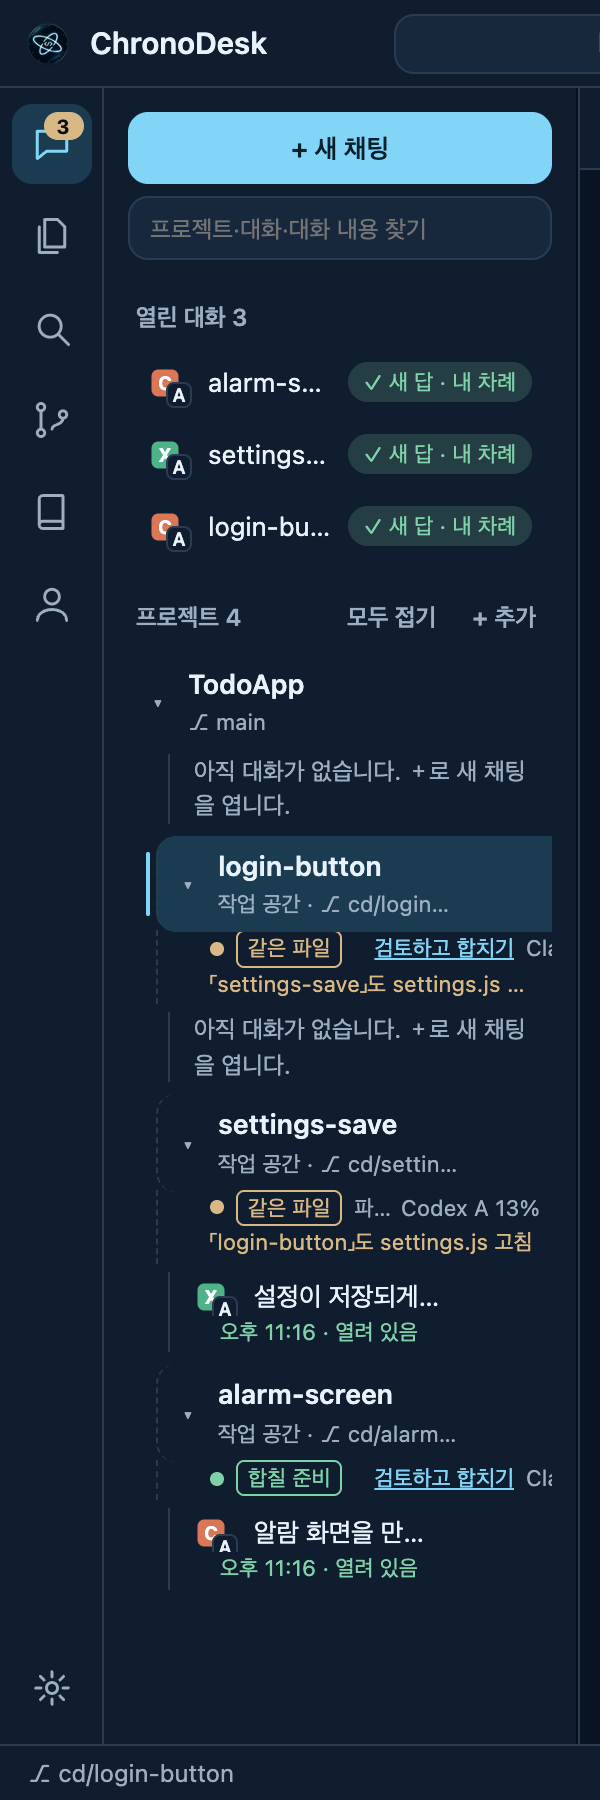 ChronoDesk
3
+ 새 채팅
프로젝트·대화·대화 내용 찾기
열린 대화 3
C A alarm-s... ✓ 새 답 · 내 차례
X A settings... ✓ 새 답 · 내 차례
C A login-bu... ✓ 새 답 · 내 차례
프로젝트 4 모두 접기 + 추가
TodoApp
main
아직 대화가 없습니다. +로 새 채팅
을 엽니다.
login-button
작업 공간 · cd/login...
같은 파일 검토하고 합치기
「settings-save」도 settings.js ...
아직 대화가 없습니다. +로 새 채팅
을 엽니다.
settings-save
작업 공간 · cd/settin...
같은 파일 파... Codex A 13%
「login-button」도 settings.js 고침
X A 설정이 저장되게...
오후 11:16 · 열려 있음
alarm-screen
작업 공간 · cd/alarm...
합칠 준비 검토하고 합치기
C A 알람 화면을 만...
오후 11:16 · 열려 있음
cd/login-button